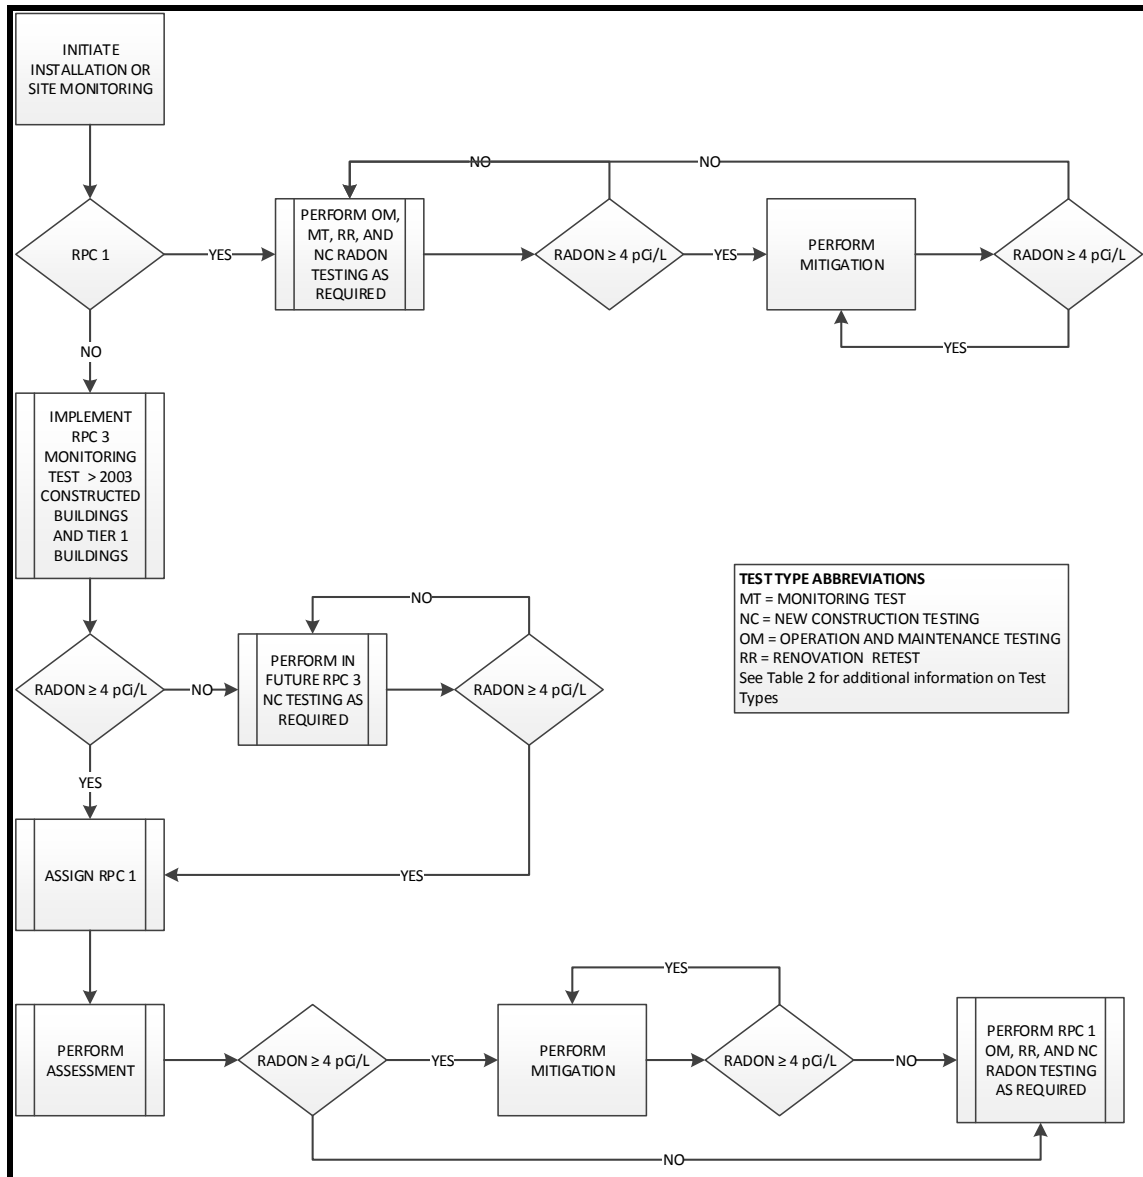 INITIATE
INSTALLATION OR
SITE MONITORING
NO
NO
RPC 1
YES
PERFORM OM,
MT, RR, AND
NC RADON
TESTING AS
REQUIRED
RADON ≥ 4 pCi/L
YES
PERFORM
MITIGATION
RADON ≥ 4 pCi/L
YES
NO
IMPLEMENT
RPC 3
MONITORING
TEST > 2003
CONSTRUCTED
BUILDINGS
AND TIER 1
BUILDINGS
TEST TYPE ABBREVIATIONS
MT = MONITORING TEST
NC = NEW CONSTRUCTION TESTING
OM = OPERATION AND MAINTENANCE TESTING
RR = RENOVATION RETEST
See Table 2 for additional information on Test
Types
NO
RADON ≥ 4 pCi/L
NO
PERFORM IN
FUTURE RPC 3
NC TESTING AS
REQUIRED
RADON ≥ 4 pCi/L
YES
ASSIGN RPC 1
YES
YES
PERFORM
ASSESSMENT
RADON ≥ 4 pCi/L
YES
PERFORM
MITIGATION
RADON ≥ 4 pCi/L
NO
PERFORM RPC 1
OM, RR, AND NC
RADON TESTING
AS REQUIRED
NO